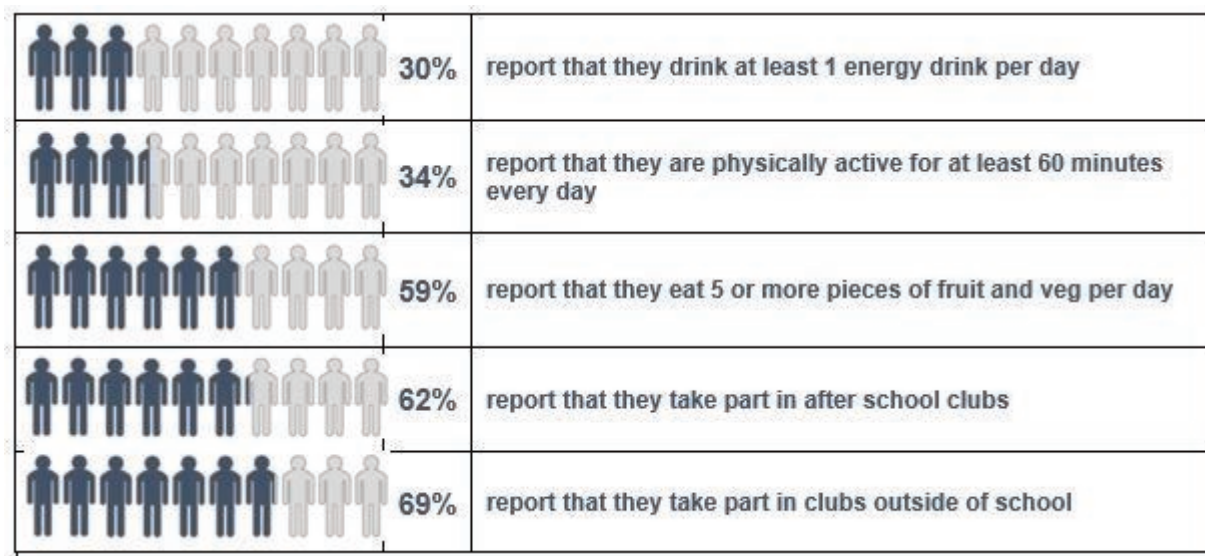 30% report that they drink at least 1 energy drink per day
34% report that they are physically active for at least 60 minutes
every day
59% report that they eat 5 or more pieces of fruit and veg per day
62% report that they take part in after school clubs
69% report that they take part in clubs outside of school